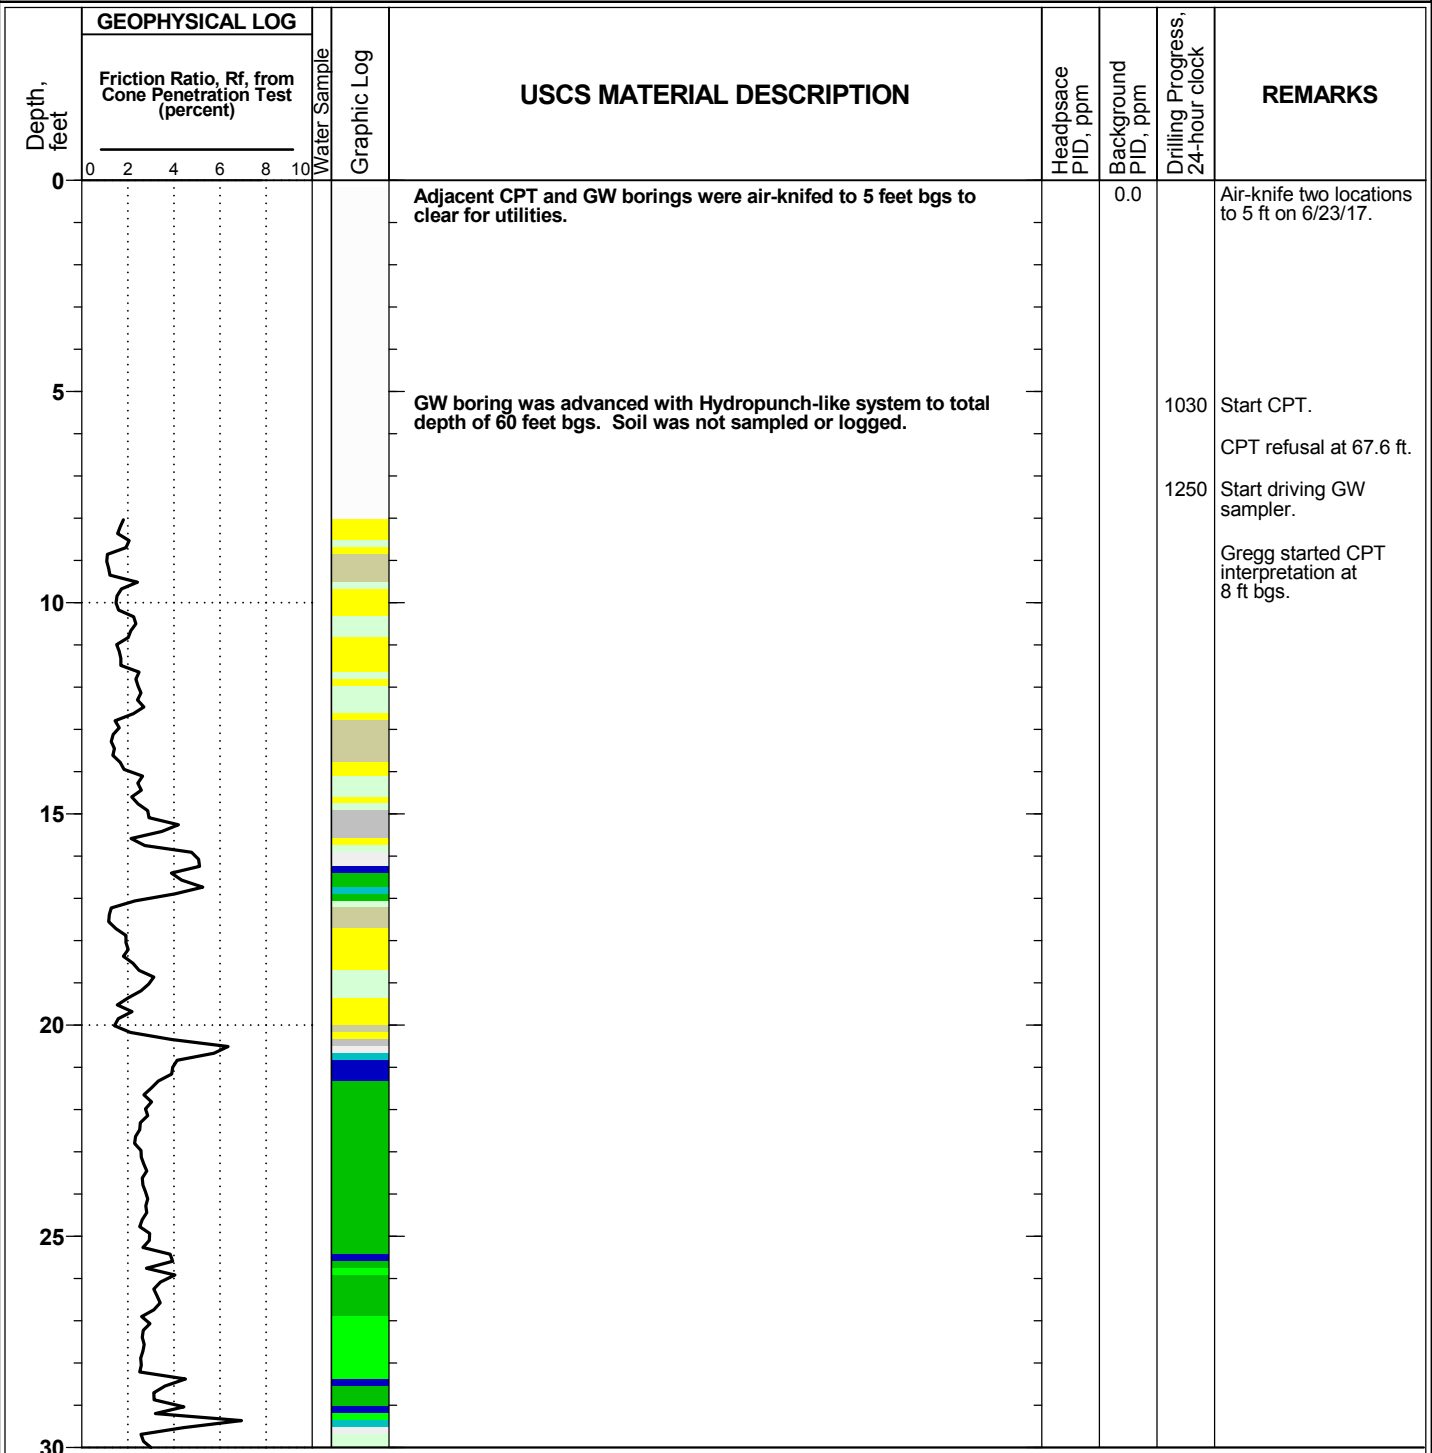 GEOPHYSICAL LOG
Depth,
feet
Friction Ratio, Rf, from
Cone Penetration Test
(percent)
0 2 4 6 8 10
Water Sample
Graphic Log
USCS MATERIAL DESCRIPTION
Headpsace
PID, ppm
Background
PID, ppm
Drilling Progress,
24-hour clock
REMARKS
0
Adjacent CPT and GW borings were air-knifed to 5 feet bgs to
clear for utilities.
0.0
Air-knife two locations
to 5 ft on 6/23/17.
5
GW boring was advanced with Hydropunch-like system to total
depth of 60 feet bgs. Soil was not sampled or logged.
1030 Start CPT.
CPT refusal at 67.6 ft.
1250 Start driving GW
sampler.
Gregg started CPT
interpretation at
8 ft bgs.
10
15
20
25
30